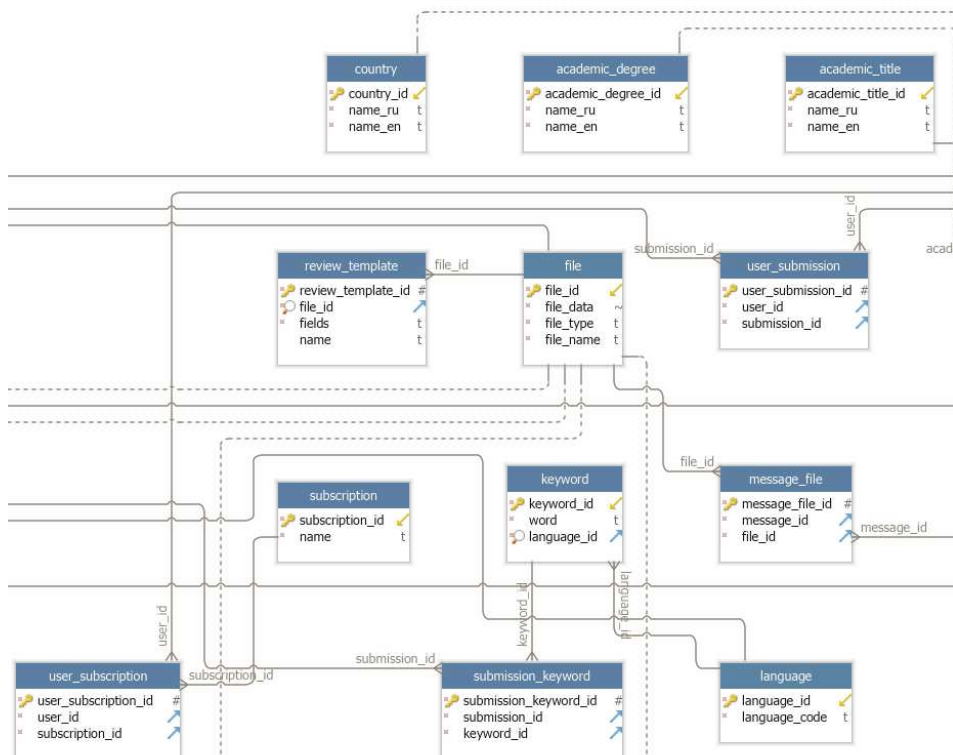 country
country_id
name_ru t
name_en t
academic_degree
academic_degree_id
name_ru t
name_en t
academic_title
academic_title_id
name_ru t
name_en t
user_id
submission_id
acad
review_template
review_template_id #
file_id
fields t
name t
file_id
file
file_id
file_data ~
file_type t
file_name t
user_submission
user_submission_id #
user_id
submission_id
file_id
subscription
subscription_id
name t
keyword
keyword_id
word t
language_id
message_file
message_file_id #
message_id
file_id
message_id
user_id
keyword_id
language_id
submission_id
subscription_id
user_subscription
user_subscription_id #
user_id
subscription_id
submission_keyword
submission_keyword_id #
submission_id
keyword_id
language
language_id
language_code t